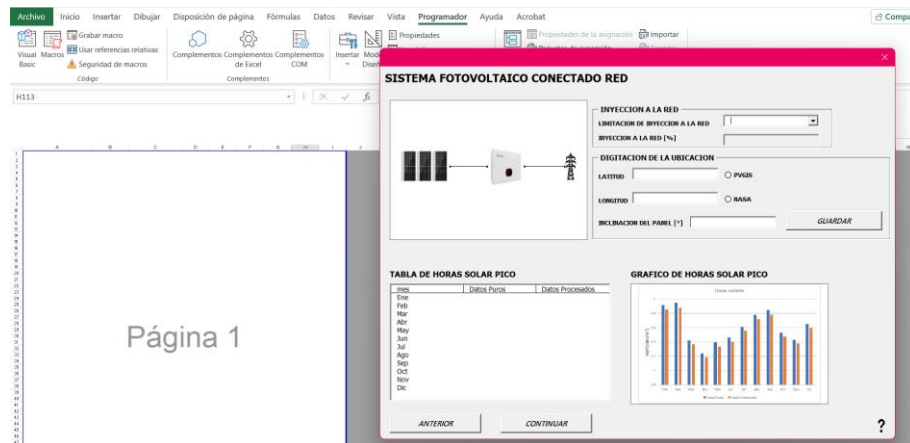 Archivo Inicio Insertar Dibujar Disposición de página Fórmulas Datos Revisar Vista Programador Ayuda Acrobat
Visual Basic
Macros
Grabar macro
Usar referencias relativas
Seguridad de macros
Código
Complementos
Complementos de Excel
Complementos COM
Complementos
Insertar
Propiedades
Propiedades de la asignación
Importar
H113
SISTEMA FOTOVOLTAICO CONECTADO RED
INYECCION A LA RED
LIMITACION DE INYECCION A LA RED
INYECCION A LA RED [%]
DIGITACION DE LA UBICACION
LATITUD
PVGIS
LONGITUD
NASA
INCLINACION DEL PANEL [°]
GUARDAR
TABLA DE HORAS SOLAR PICO
mes Datos Puros Datos Procesados
Ene
Feb
Mar
Abr
May
Jun
Jul
Ago
Sep
Oct
Nov
Dic
GRAFICO DE HORAS SOLAR PICO
Página 1
ANTERIOR
CONTINUAR
?